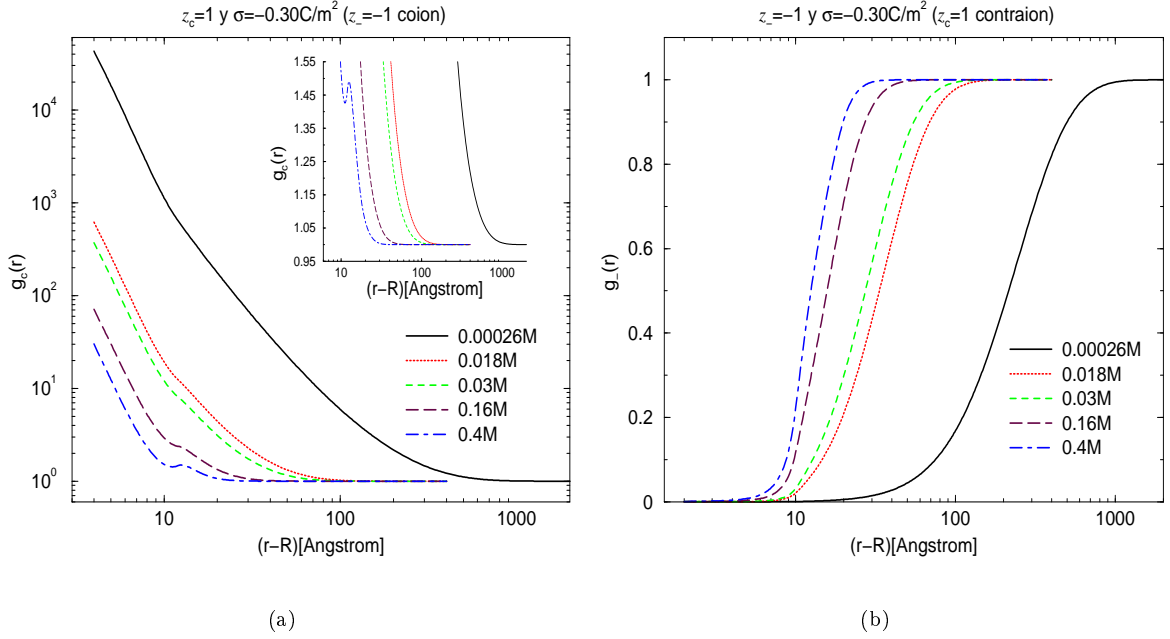 z_c=1 y σ=−0.30C/m² (z_−=−1 coion)
g_c(r)
10⁴
10³
10²
10¹
10⁰
10
100
1000
(r−R)[Angstrom]
1.55
1.45
1.35
1.25
1.15
1.05
0.95
g_c(r)
10
100
1000
(r−R)[Angstrom]
0.00026M
0.018M
0.03M
0.16M
0.4M
(a)
z_−=−1 y σ=−0.30C/m² (z_c=1 contraion)
g_−(r)
1
0.8
0.6
0.4
0.2
0
10
100
1000
(r−R)[Angstrom]
0.00026M
0.018M
0.03M
0.16M
0.4M
(b)